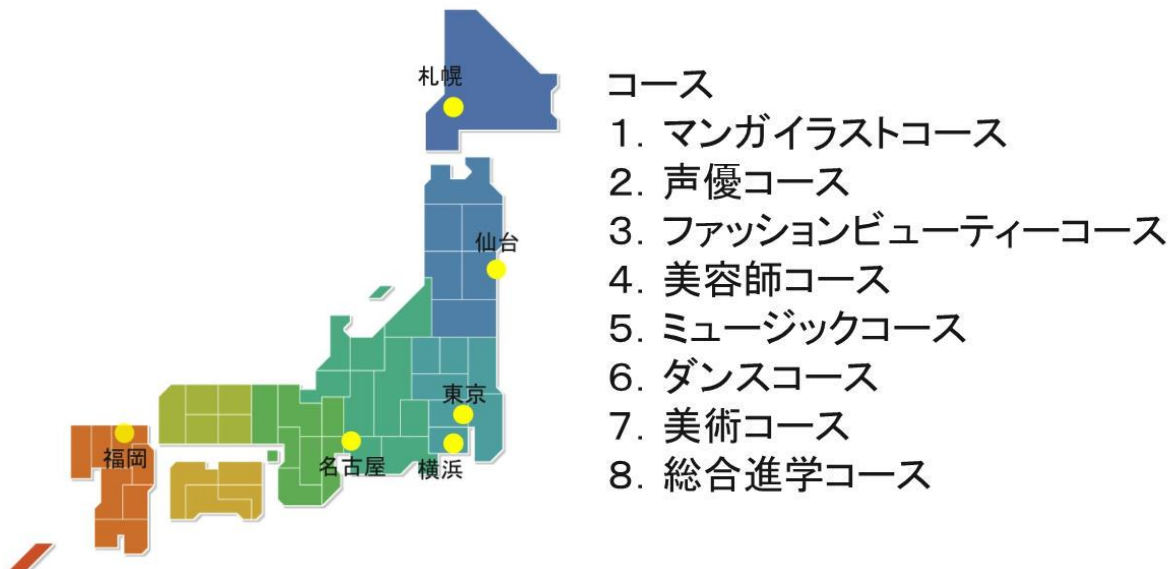 札幌
仙台
東京
福岡
名古屋
横浜
コース
1. マンガイラストコース
2. 声優コース
3. ファッションビューティーコース
4. 美容師コース
5. ミュージックコース
6. ダンスコース
7. 美術コース
8. 総合進学コース